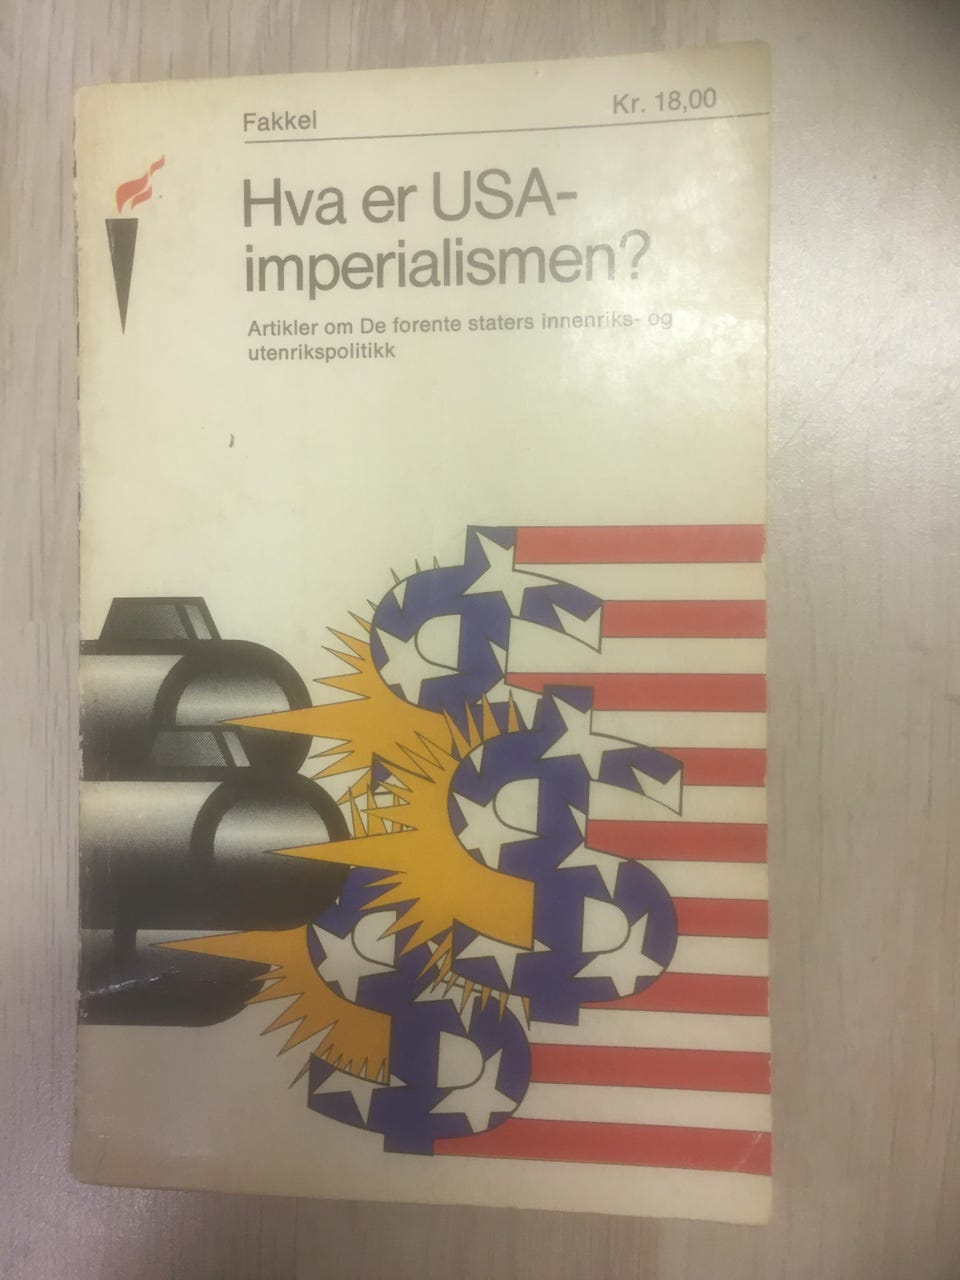 Fakkel
Kr. 18,00
Hva er USA-
imperialismen?
Artikler om De forente staters innenriks- og
utenrikspolitikk